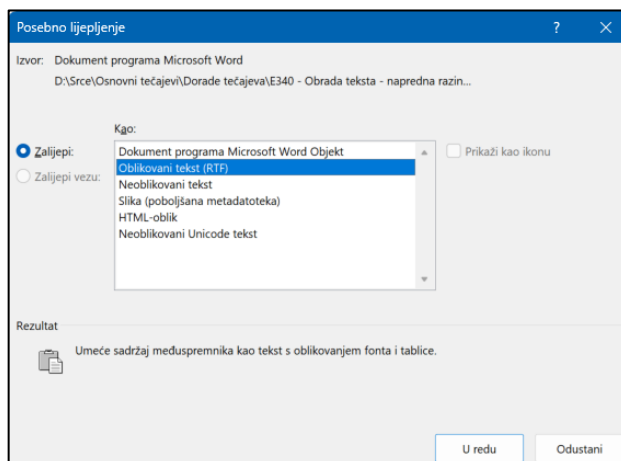 Posebno lijepljenje
Izvor: Dokument programa Microsoft Word
D:\Srce\Osnovni tečajevi\Dorade tečajeva\E340 - Obrada teksta - napredna razin...
Kao:
Zalijepi:
Zalijepi vezu:
Dokument programa Microsoft Word Objekt
Oblikovani tekst (RTF)
Neoblikovani tekst
Slika (poboljšana metadatoteka)
HTML-oblik
Neoblikovani Unicode tekst
Prikaži kao ikonu
Rezultat
Umeće sadržaj međuspremnika kao tekst s oblikovanjem fonta i tablice.
U redu
Odustani